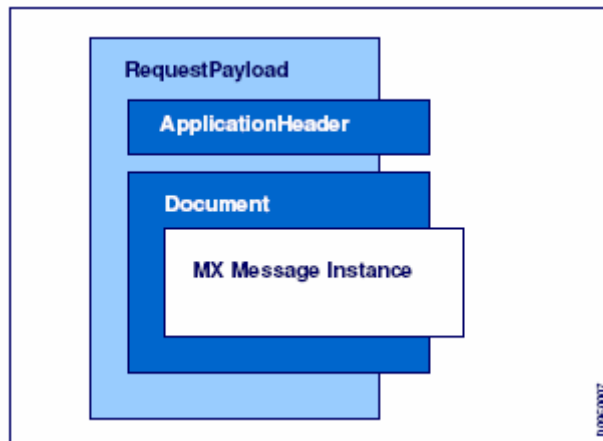 RequestPayload
ApplicationHeader
Document
MX Message Instance